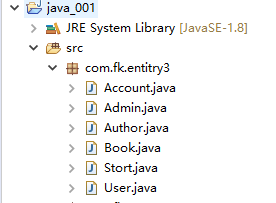 java_001
JRE System Library [JavaSE-1.8]
src
com.fk.entitry3
Account.java
Admin.java
Author.java
Book.java
Stort.java
User.java